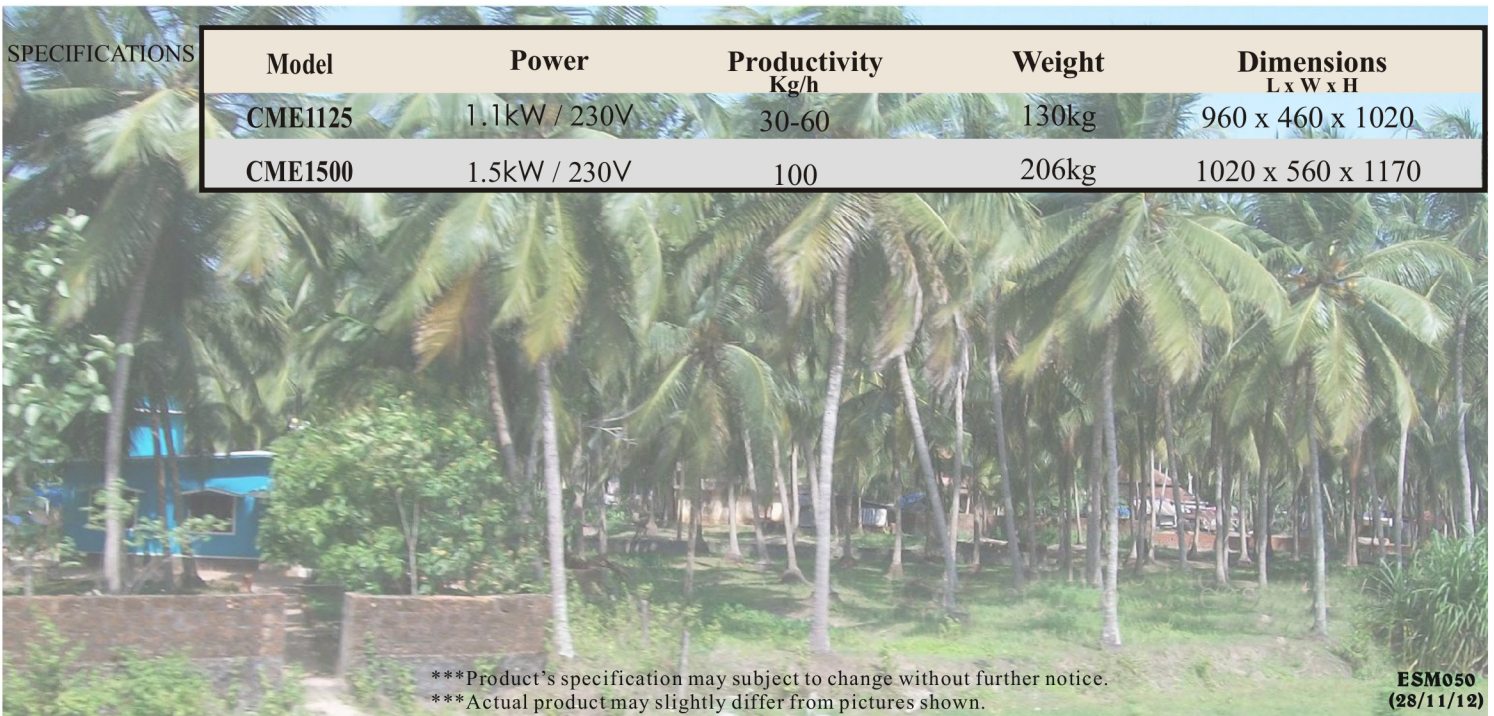 SPECIFICATIONS
Model Power Productivity Weight Dimensions
Kg/h L x W x H
CME1125 1.1kW / 230V 30-60 130kg 960 x 460 x 1020
CME1500 1.5kW / 230V 100 206kg 1020 x 560 x 1170
***Product's specification may subject to change without further notice.
***Actual product may slightly differ from pictures shown.
ESM050
(28/11/12)